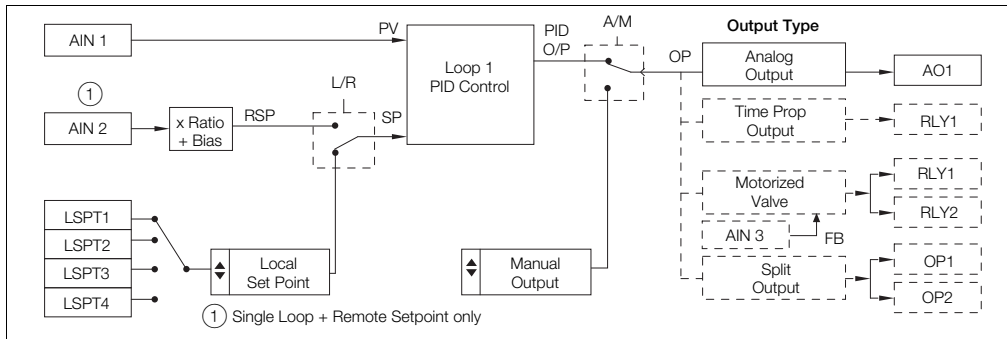 AIN 1
PV
Loop 1
PID Control
PID
O/P
A/M
OP
Output Type
Analog
Output
AO1
1
AIN 2
x Ratio
+ Bias
RSP
L/R
SP
Time Prop
Output
RLY1
Motorized
Valve
RLY1
RLY2
AIN 3
FB
LSPT1
LSPT2
LSPT3
LSPT4
Local
Set Point
Manual
Output
Split
Output
OP1
OP2
1 Single Loop + Remote Setpoint only